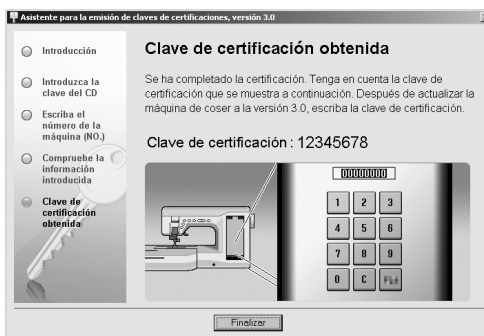 Asistente para la emisión de claves de certificaciones, versión 3.0
Introducción
Introduzca la
clave del CD
Escriba el
número de la
máquina (NO.)
Compruebe la
información
introducida
Clave de
certificación
obtenida
Clave de certificación obtenida
Se ha completado la certificación. Tenga en cuenta la clave de
certificación que se muestra a continuación. Después de actualizar la
máquina de coser a la versión 3.0, escriba la clave de certificación.
Clave de certificación : 12345678
00000000
1 2 3
4 5 6
7 8 9
0 C
Finalizar